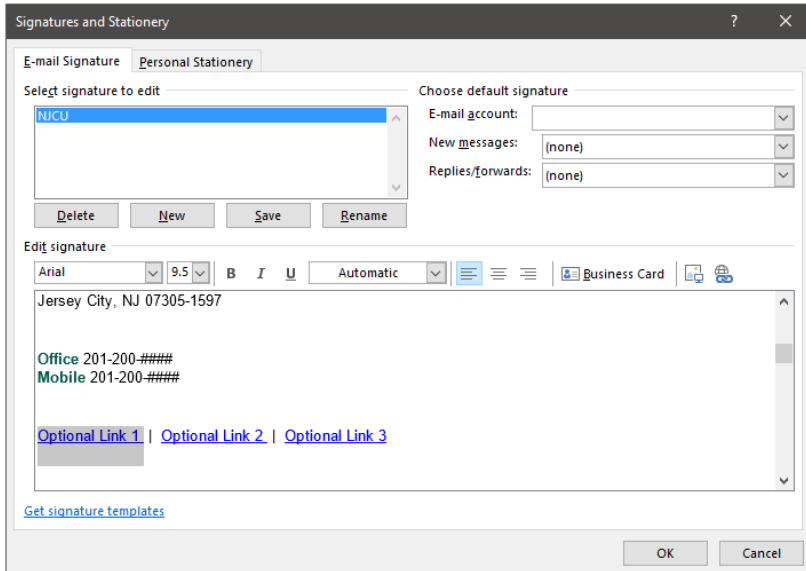 Signatures and Stationery ? ×
E-mail Signature Personal Stationery
Select signature to edit
NJCU
Delete New Save Rename
Choose default signature
E-mail account:
New messages: (none)
Replies/forwards: (none)
Edit signature
Arial 9.5 B I U Automatic Business Card
Jersey City, NJ 07305-1597
Office 201-200-####
Mobile 201-200-####
Optional Link 1 | Optional Link 2 | Optional Link 3
Get signature templates
OK Cancel